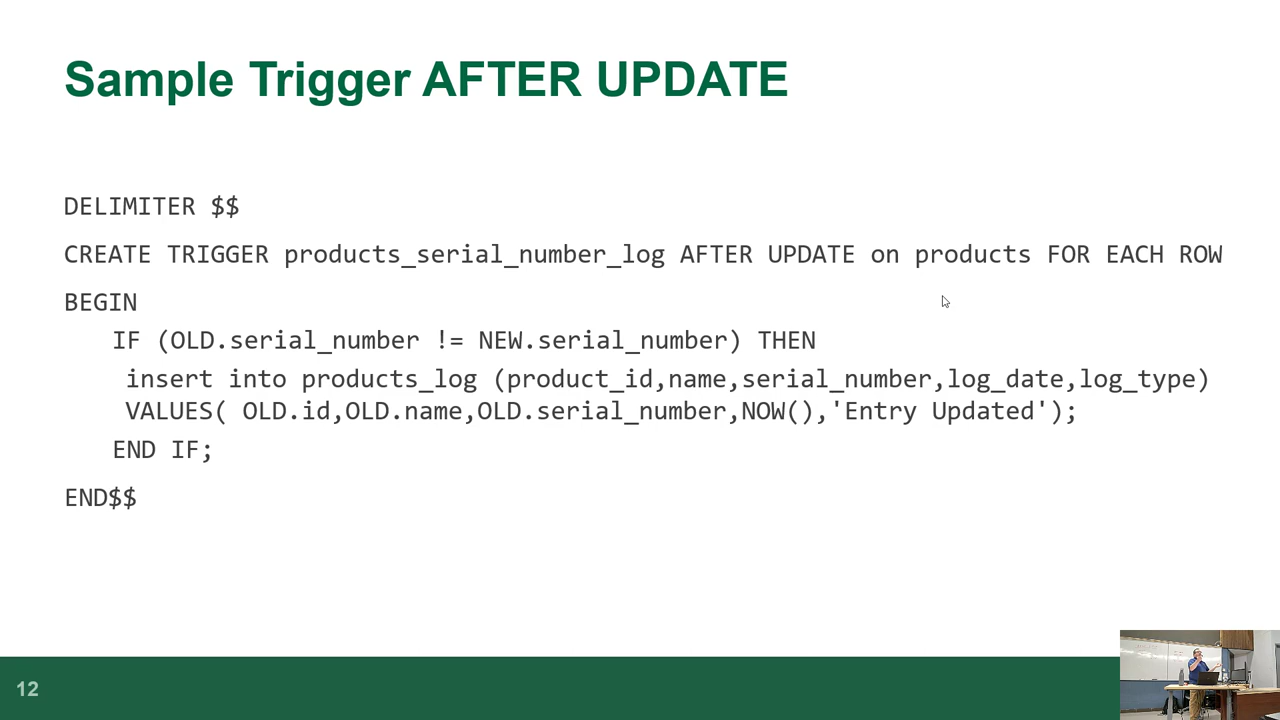 Sample Trigger AFTER UPDATE
DELIMITER $$
CREATE TRIGGER products_serial_number_log AFTER UPDATE on products FOR EACH ROW
BEGIN
IF (OLD.serial_number != NEW.serial_number) THEN
insert into products_log (product_id,name,serial_number,log_date,log_type)
VALUES( OLD.id,OLD.name,OLD.serial_number,NOW(),'Entry Updated');
END IF;
END$$
12